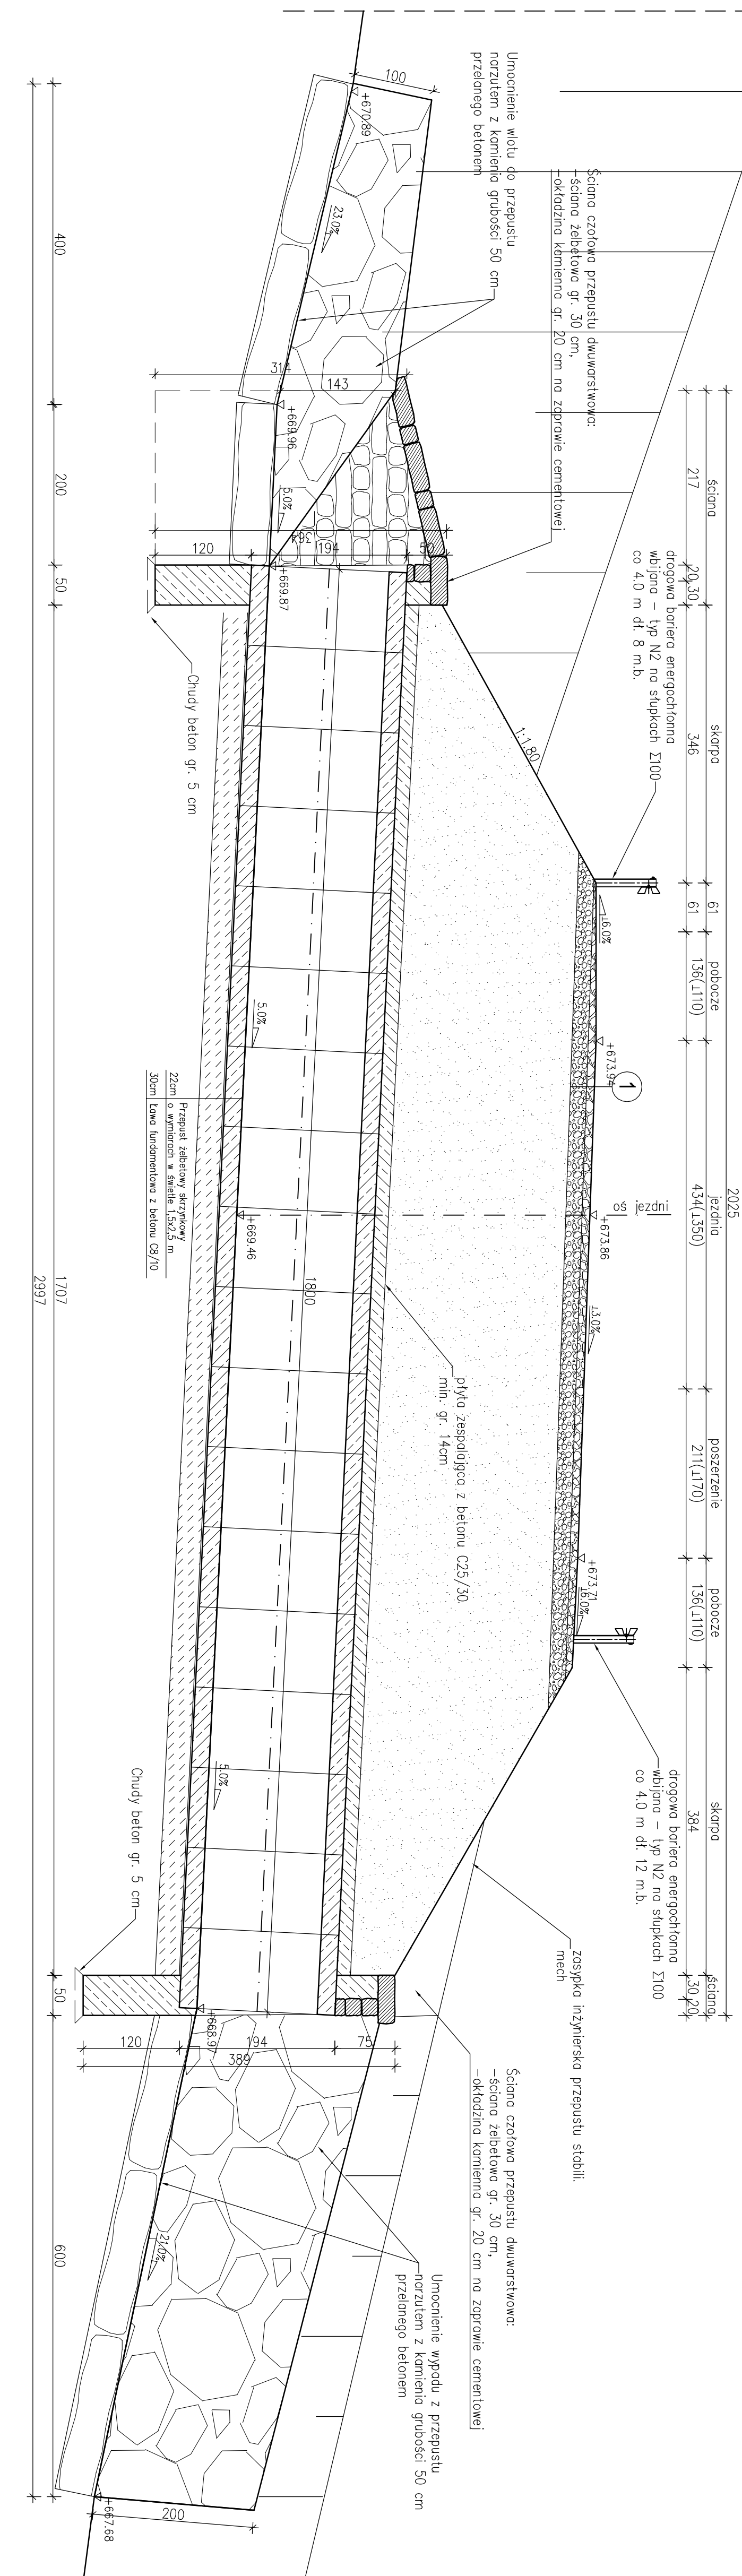 2025
ściana
skarpa
61
pobocze
jezdnia
poszerzenie
pobocze
skarpa
ściana
217
20
30
346
61
136(⊥110)
434(⊥350)
211(⊥170)
136(⊥110)
384
30
20
drogowa bariera energochłonna
wbijana – typ N2 na słupkach Σ100
co 4.0 m dł. 8 m.b.
drogowa bariera energochłonna
wbijana – typ N2 na słupkach Σ100
co 4.0 m dł. 12 m.b.
Ściana czołowa przepustu dwuwarstwowa:
–ściana żelbetowa gr. 30 cm,
–okładzina kamienna gr. 20 cm na zaprawie cementowej
Umocnienie wlotu do przepustu
narzutem z kamienia grubości 50 cm
przelanego betonem
oś jezdni
1
⊥6.0%
+673.94
+673.86
⊥3.0%
+673.71
⊥6.0%
1:1.80
zasypka inżynierska przepustu stabili.
mech
Ściana czołowa przepustu dwuwarstwowa:
–ściana żelbetowa gr. 30 cm,
–okładzina kamienna gr. 20 cm na zaprawie cementowej
Umocnienie wypadu z przepustu
narzutem z kamienia grubości 50 cm
przelanego betonem
płyta zespalająca z betonu C25/30
min. gr. 14cm
100
+670.89
23.0%
314
143
+669.96
5.0%
364
120
194
50
+669.87
5.0%
+669.46
1800
5.0%
+668.97
120
194
75
389
21.0%
200
+667.68
Chudy beton gr. 5 cm
Przepust żelbetowy skrzynkowy
22cm o wymiarach w świetle 1,5x2,5 m
30cm Ława fundamentowa z betonu C8/10
Chudy beton gr. 5 cm
400
200
50
1707
50
600
2997